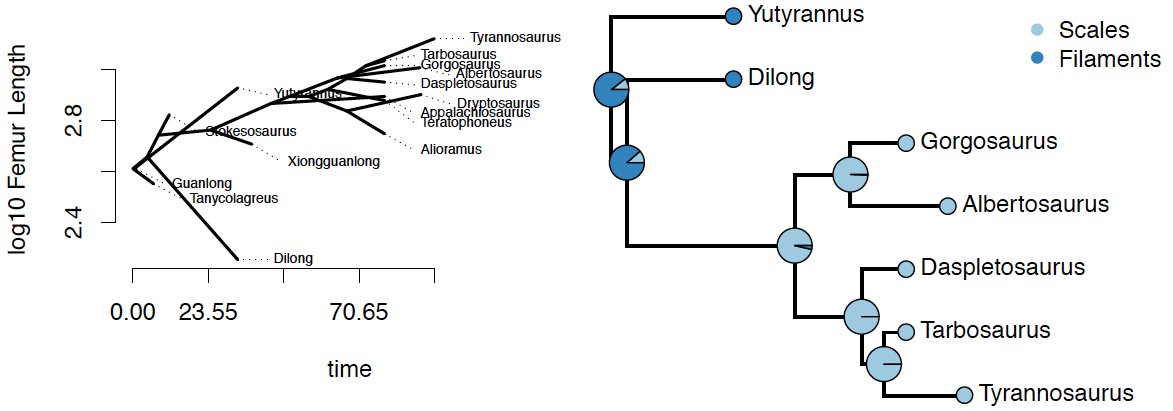 log10 Femur Length
2.8
2.4
Tyrannosaurus
Tarbosaurus
Gorgosaurus
Albertosaurus
Daspletosaurus
Yutyrannus
Dryptosaurus
Appalachiosaurus
Teratophoneus
Stokesosaurus
Alioramus
Xiongguanlong
Guanlong
Tanycolagreus
Dilong
0.00 23.55 70.65
time
Yutyrannus
Dilong
Gorgosaurus
Albertosaurus
Daspletosaurus
Tarbosaurus
Tyrannosaurus
Scales
Filaments